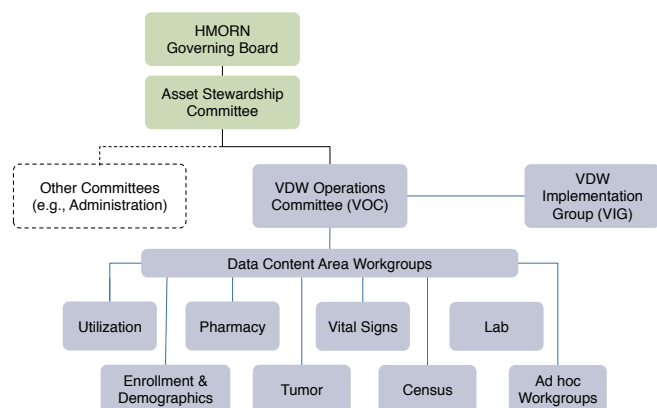 HMORN
Governing Board
Asset Stewardship
Committee
Other Committees
(e.g., Administration)
VDW Operations
Committee (VOC)
VDW
Implementation
Group (VIG)
Data Content Area Workgroups
Utilization
Pharmacy
Vital Signs
Lab
Enrollment &
Demographics
Tumor
Census
Ad hoc
Workgroups